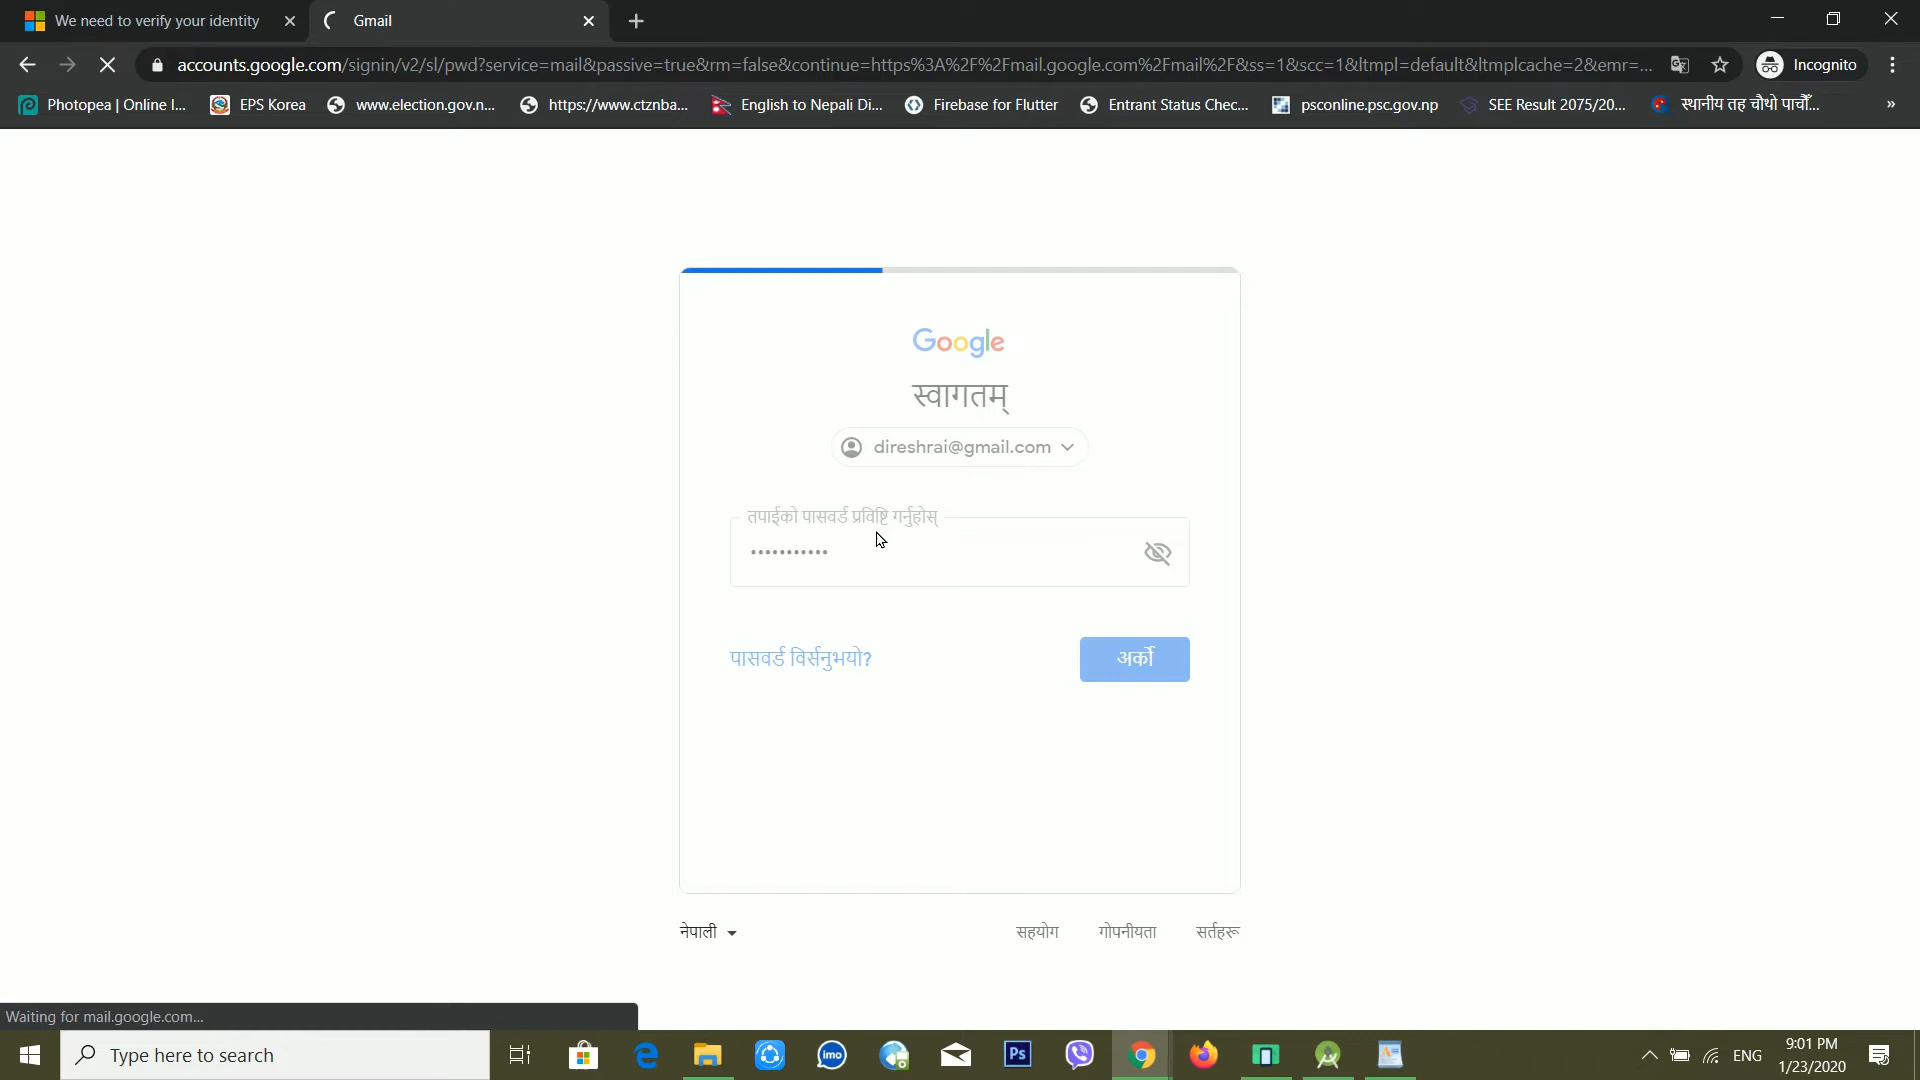 We need to verify your identity
Gmail
accounts.google.com/signin/v2/sl/pwd?service=mail&passive=true&rm=false&continue=https%3A%2F%2Fmail.google.com%2Fmail%2F&ss=1&scc=1&ltmpl=default&ltmplcache=2&emr=...
Incognito
Photopea | Online I...
EPS Korea
www.election.gov.n...
https://www.ctznba...
English to Nepali Di...
Firebase for Flutter
Entrant Status Chec...
psconline.psc.gov.np
SEE Result 2075/20...
स्थानीय तह चौथो पाचौँ...
»
Google
स्वागतम्
direshrai@gmail.com
तपाईको पासवर्ड प्रविष्टि गर्नुहोस्
•••••••••••
पासवर्ड विर्सनुभयो?
अर्को
नेपाली
सहयोग
गोपनीयता
सर्तहरू
Waiting for mail.google.com...
Type here to search
imo
Ps
ENG
9:01 PM
1/23/2020